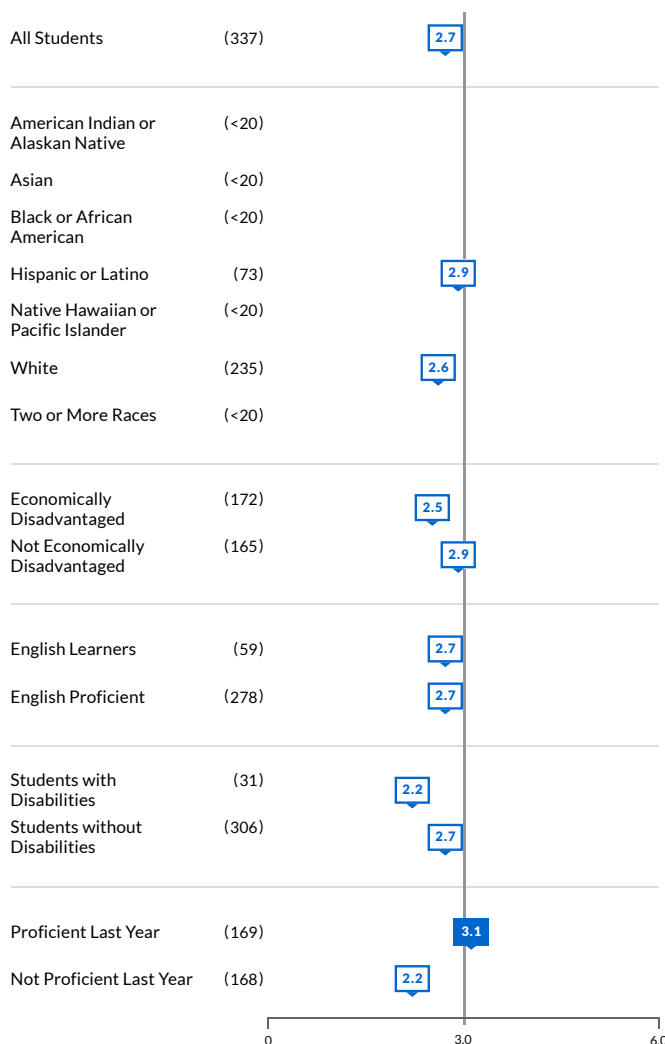 All Students (337) 2.7
American Indian or (<20)
Alaskan Native
Asian (<20)
Black or African (<20)
American
Hispanic or Latino (73) 2.9
Native Hawaiian or (<20)
Pacific Islander
White (235) 2.6
Two or More Races (<20)
Economically (172) 2.5
Disadvantaged
Not Economically (165) 2.9
Disadvantaged
English Learners (59) 2.7
English Proficient (278) 2.7
Students with (31) 2.2
Disabilities
Students without (306) 2.7
Disabilities
Proficient Last Year (169) 3.1
Not Proficient Last Year (168) 2.2
0 3.0 6.0